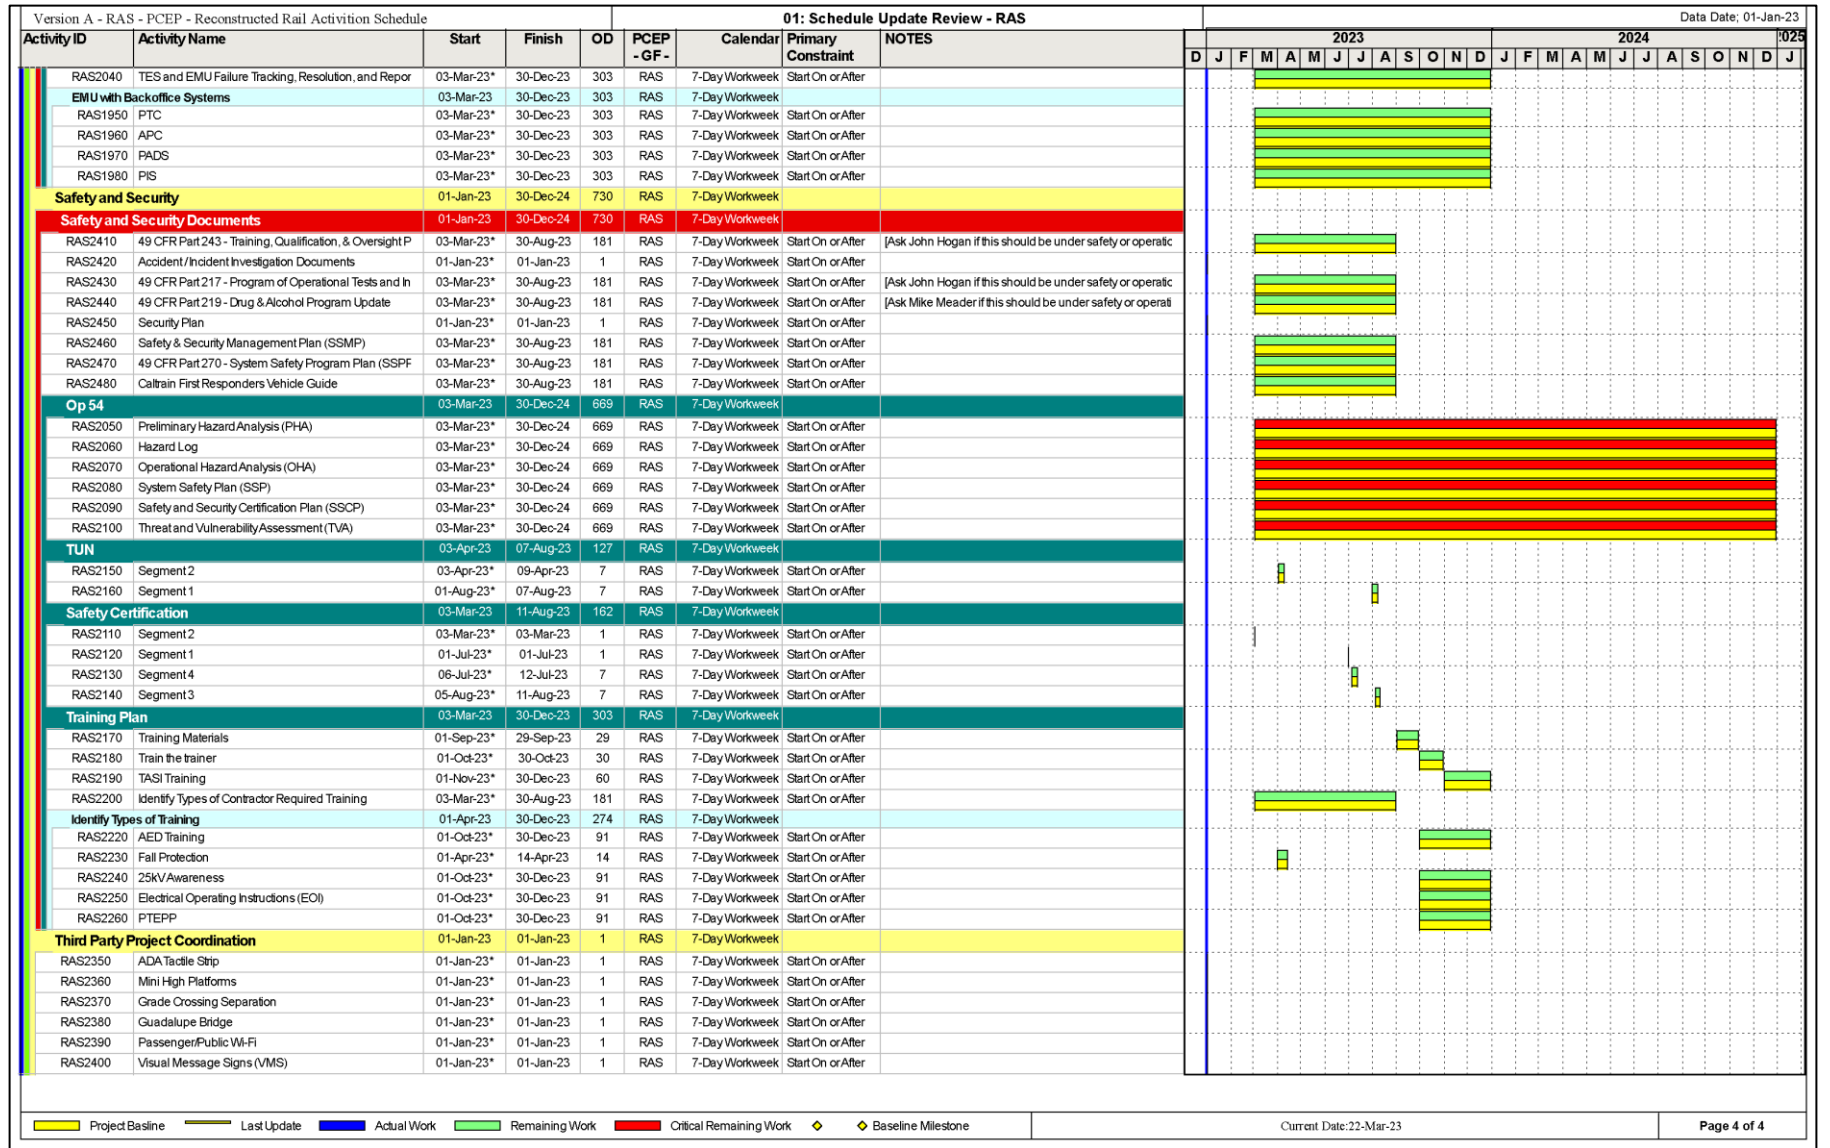 Version A - RAS - PCEP - Reconstructed Rail Activition Schedule 01: Schedule Update Review - RAS Data Date; 01-Jan-23
Activity ID Activity Name Start Finish OD PCEP - GF - Calendar Primary Constraint NOTES 2023 2024 2025
D J F M A M J J A S O N D J F M A M J J A S O N D J
RAS2040 TES and EMU Failure Tracking, Resolution, and Repor 03-Mar-23* 30-Dec-23 303 RAS 7-Day Workweek Start On or After
EMU with Backoffice Systems 03-Mar-23 30-Dec-23 303 RAS 7-Day Workweek
RAS1950 PTC 03-Mar-23* 30-Dec-23 303 RAS 7-Day Workweek Start On or After
RAS1960 APC 03-Mar-23* 30-Dec-23 303 RAS 7-Day Workweek Start On or After
RAS1970 PADS 03-Mar-23* 30-Dec-23 303 RAS 7-Day Workweek Start On or After
RAS1980 PIS 03-Mar-23* 30-Dec-23 303 RAS 7-Day Workweek Start On or After
Safety and Security 01-Jan-23 30-Dec-24 730 RAS 7-Day Workweek
Safety and Security Documents 01-Jan-23 30-Dec-24 730 RAS 7-Day Workweek
RAS2410 49 CFR Part 243 - Training, Qualification, & Oversight P 03-Mar-23* 30-Aug-23 181 RAS 7-Day Workweek Start On or After [Ask John Hogan if this should be under safety or operatic
RAS2420 Accident/Incident Investigation Documents 01-Jan-23* 01-Jan-23 1 RAS 7-Day Workweek Start On or After
RAS2430 49 CFR Part 217 - Program of Operational Tests and In 03-Mar-23* 30-Aug-23 181 RAS 7-Day Workweek Start On or After [Ask John Hogan if this should be under safety or operatic
RAS2440 49 CFR Part 219 - Drug & Alcohol Program Update 03-Mar-23* 30-Aug-23 181 RAS 7-Day Workweek Start On or After [Ask Mike Meader if this should be under safety or operati
RAS2450 Security Plan 01-Jan-23* 01-Jan-23 1 RAS 7-Day Workweek Start On or After
RAS2460 Safety & Security Management Plan (SSMP) 03-Mar-23* 30-Aug-23 181 RAS 7-Day Workweek Start On or After
RAS2470 49 CFR Part 270 - System Safety Program Plan (SSPF 03-Mar-23* 30-Aug-23 181 RAS 7-Day Workweek Start On or After
RAS2480 Caltrain First Responders Vehicle Guide 03-Mar-23* 30-Aug-23 181 RAS 7-Day Workweek Start On or After
Op 54 03-Mar-23 30-Dec-24 669 RAS 7-Day Workweek
RAS2050 Preliminary Hazard Analysis (PHA) 03-Mar-23* 30-Dec-24 669 RAS 7-Day Workweek Start On or After
RAS2060 Hazard Log 03-Mar-23* 30-Dec-24 669 RAS 7-Day Workweek Start On or After
RAS2070 Operational Hazard Analysis (OHA) 03-Mar-23* 30-Dec-24 669 RAS 7-Day Workweek Start On or After
RAS2080 System Safety Plan (SSP) 03-Mar-23* 30-Dec-24 669 RAS 7-Day Workweek Start On or After
RAS2090 Safety and Security Certification Plan (SSCP) 03-Mar-23* 30-Dec-24 669 RAS 7-Day Workweek Start On or After
RAS2100 Threat and Vulnerability Assessment (TVA) 03-Mar-23* 30-Dec-24 669 RAS 7-Day Workweek Start On or After
TUN 03-Apr-23 07-Aug-23 127 RAS 7-Day Workweek
RAS2150 Segment 2 03-Apr-23* 09-Apr-23 7 RAS 7-Day Workweek Start On or After
RAS2160 Segment 1 01-Aug-23* 07-Aug-23 7 RAS 7-Day Workweek Start On or After
Safety Certification 03-Mar-23 11-Aug-23 162 RAS 7-Day Workweek
RAS2110 Segment 2 03-Mar-23* 03-Mar-23 1 RAS 7-Day Workweek Start On or After
RAS2120 Segment 1 01-Jul-23* 01-Jul-23 1 RAS 7-Day Workweek Start On or After
RAS2130 Segment 4 06-Jul-23* 12-Jul-23 7 RAS 7-Day Workweek Start On or After
RAS2140 Segment 3 05-Aug-23* 11-Aug-23 7 RAS 7-Day Workweek Start On or After
Training Plan 03-Mar-23 30-Dec-23 303 RAS 7-Day Workweek
RAS2170 Training Materials 01-Sep-23* 29-Sep-23 29 RAS 7-Day Workweek Start On or After
RAS2180 Train the trainer 01-Oct-23* 30-Oct-23 30 RAS 7-Day Workweek Start On or After
RAS2190 TASI Training 01-Nov-23* 30-Dec-23 60 RAS 7-Day Workweek Start On or After
RAS2200 Identify Types of Contractor Required Training 03-Mar-23* 30-Aug-23 181 RAS 7-Day Workweek Start On or After
Identify Types of Training 01-Apr-23 30-Dec-23 274 RAS 7-Day Workweek
RAS2220 AED Training 01-Oct-23* 30-Dec-23 91 RAS 7-Day Workweek Start On or After
RAS2230 Fall Protection 01-Apr-23* 14-Apr-23 14 RAS 7-Day Workweek Start On or After
RAS2240 25kV Awareness 01-Oct-23* 30-Dec-23 91 RAS 7-Day Workweek Start On or After
RAS2250 Electrical Operating Instructions (EOI) 01-Oct-23* 30-Dec-23 91 RAS 7-Day Workweek Start On or After
RAS2260 PTEPP 01-Oct-23* 30-Dec-23 91 RAS 7-Day Workweek Start On or After
Third Party Project Coordination 01-Jan-23 01-Jan-23 1 RAS 7-Day Workweek
RAS2350 ADA Tactile Strip 01-Jan-23* 01-Jan-23 1 RAS 7-Day Workweek Start On or After
RAS2360 Mini High Platforms 01-Jan-23* 01-Jan-23 1 RAS 7-Day Workweek Start On or After
RAS2370 Grade Crossing Separation 01-Jan-23* 01-Jan-23 1 RAS 7-Day Workweek Start On or After
RAS2380 Guadalupe Bridge 01-Jan-23* 01-Jan-23 1 RAS 7-Day Workweek Start On or After
RAS2390 Passenger/Public Wi-Fi 01-Jan-23* 01-Jan-23 1 RAS 7-Day Workweek Start On or After
RAS2400 Visual Message Signs (VMS) 01-Jan-23* 01-Jan-23 1 RAS 7-Day Workweek Start On or After
Project Basline Last Update Actual Work Remaining Work Critical Remaining Work Baseline Milestone Current Date:22-Mar-23 Page 4 of 4